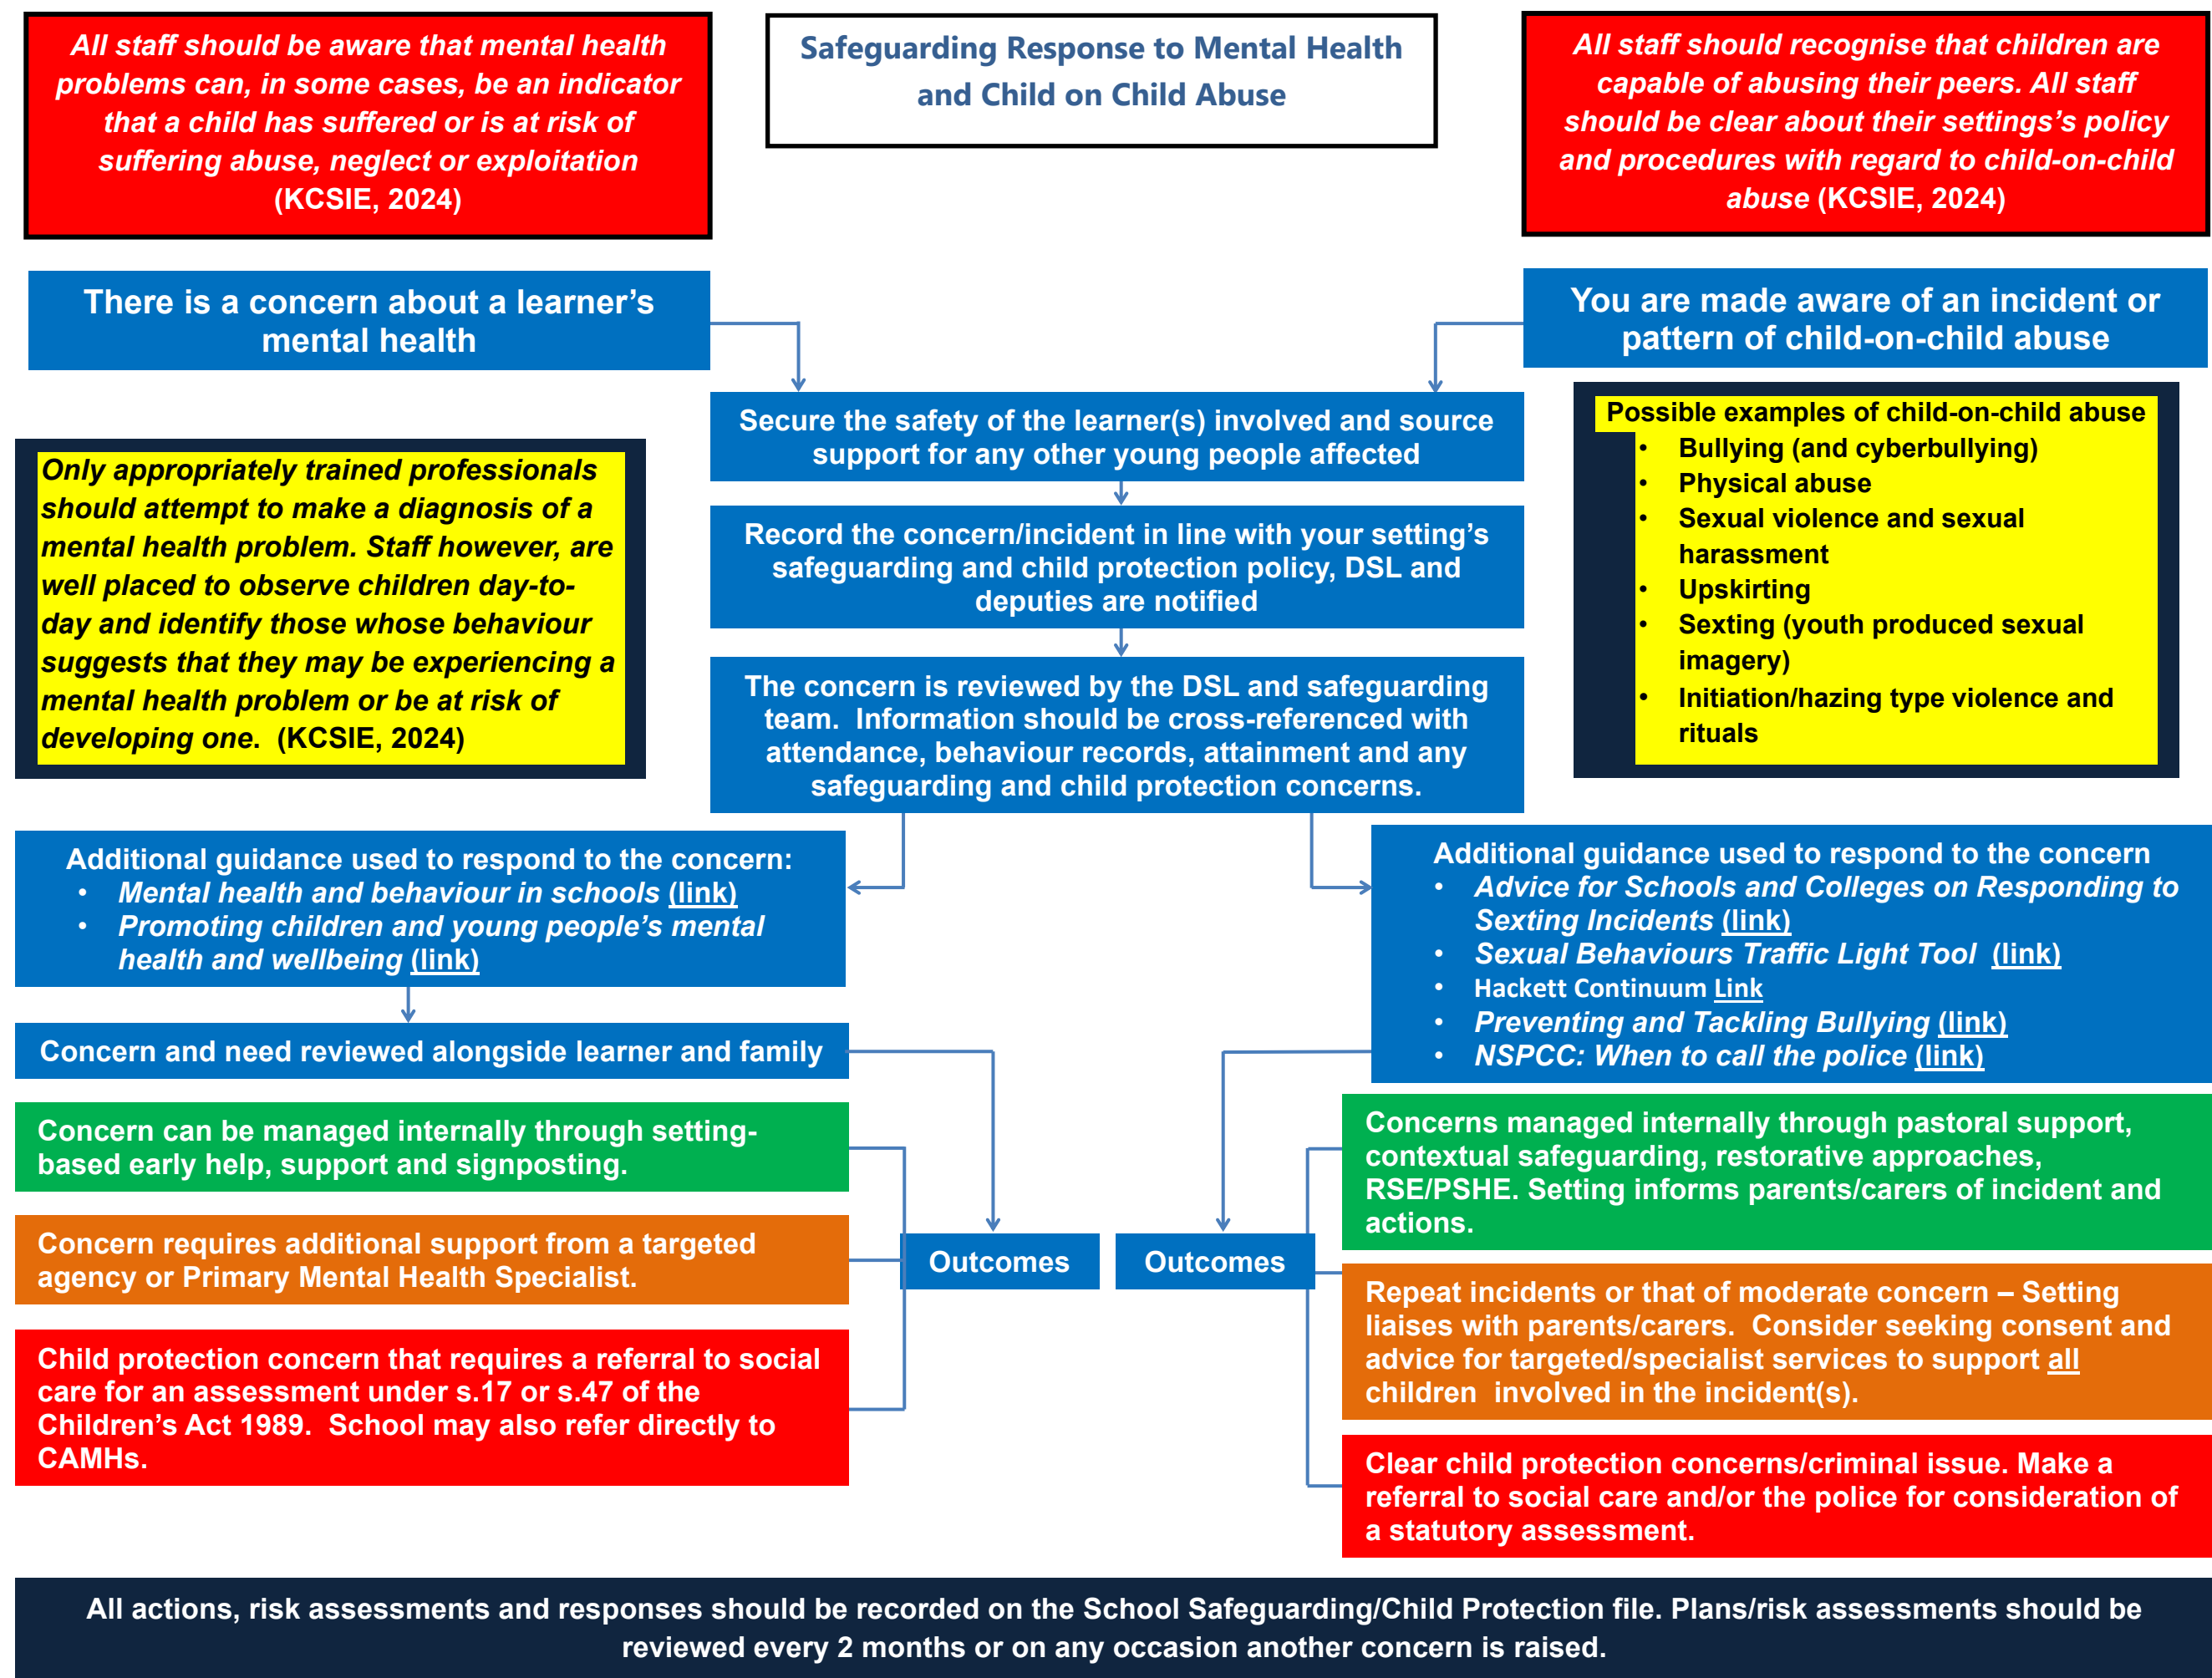 All staff should be aware that mental health
problems can, in some cases, be an indicator
that a child has suffered or is at risk of
suffering abuse, neglect or exploitation
(KCSIE, 2024)
Safeguarding Response to Mental Health
and Child on Child Abuse
All staff should recognise that children are
capable of abusing their peers. All staff
should be clear about their settings's policy
and procedures with regard to child-on-child
abuse (KCSIE, 2024)
There is a concern about a learner’s
mental health
You are made aware of an incident or
pattern of child-on-child abuse
Secure the safety of the learner(s) involved and source
support for any other young people affected
Only appropriately trained professionals
should attempt to make a diagnosis of a
mental health problem. Staff however, are
well placed to observe children day-to-
day and identify those whose behaviour
suggests that they may be experiencing a
mental health problem or be at risk of
developing one.  (KCSIE, 2024)
Record the concern/incident in line with your setting’s
safeguarding and child protection policy, DSL and
deputies are notified
The concern is reviewed by the DSL and safeguarding
team.  Information should be cross-referenced with
attendance, behaviour records, attainment and any
safeguarding and child protection concerns.
Possible examples of child-on-child abuse
• Bullying (and cyberbullying)
• Physical abuse
• Sexual violence and sexual
harassment
• Upskirting
• Sexting (youth produced sexual
imagery)
• Initiation/hazing type violence and
rituals
Additional guidance used to respond to the concern:
• Mental health and behaviour in schools (link)
• Promoting children and young people’s mental
health and wellbeing (link)
Additional guidance used to respond to the concern
• Advice for Schools and Colleges on Responding to
Sexting Incidents (link)
• Sexual Behaviours Traffic Light Tool  (link)
• Hackett Continuum Link
• Preventing and Tackling Bullying (link)
• NSPCC: When to call the police (link)
Concern and need reviewed alongside learner and family
Concern can be managed internally through setting-
based early help, support and signposting.
Concern requires additional support from a targeted
agency or Primary Mental Health Specialist.
Child protection concern that requires a referral to social
care for an assessment under s.17 or s.47 of the
Children’s Act 1989.  School may also refer directly to
CAMHs.
Outcomes
Outcomes
Concerns managed internally through pastoral support,
contextual safeguarding, restorative approaches,
RSE/PSHE. Setting informs parents/carers of incident and
actions.
Repeat incidents or that of moderate concern – Setting
liaises with parents/carers.  Consider seeking consent and
advice for targeted/specialist services to support all
children  involved in the incident(s).
Clear child protection concerns/criminal issue. Make a
referral to social care and/or the police for consideration of
a statutory assessment.
All actions, risk assessments and responses should be recorded on the School Safeguarding/Child Protection file. Plans/risk assessments should be
reviewed every 2 months or on any occasion another concern is raised.